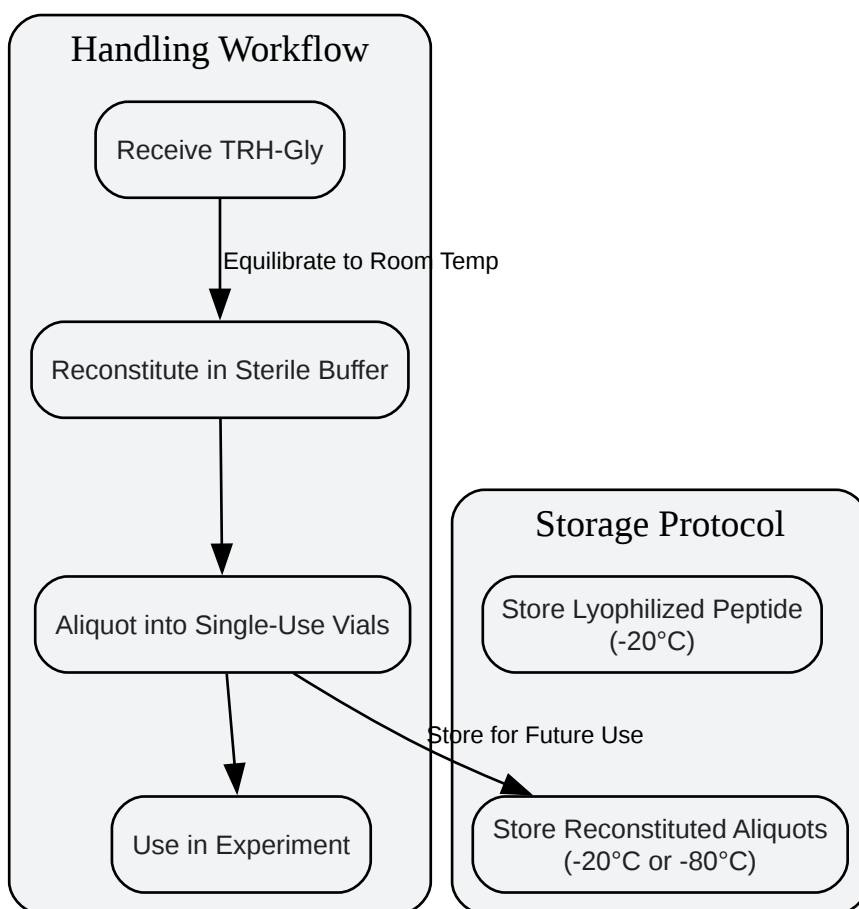 Handling Workflow
Receive TRH-Gly
Equilibrate to Room Temp
Reconstitute in Sterile Buffer
Aliquot into Single-Use Vials
Use in Experiment
Storage Protocol
Store Lyophilized Peptide
(-20°C)
Store for Future Use
Store Reconstituted Aliquots
(-20°C or -80°C)